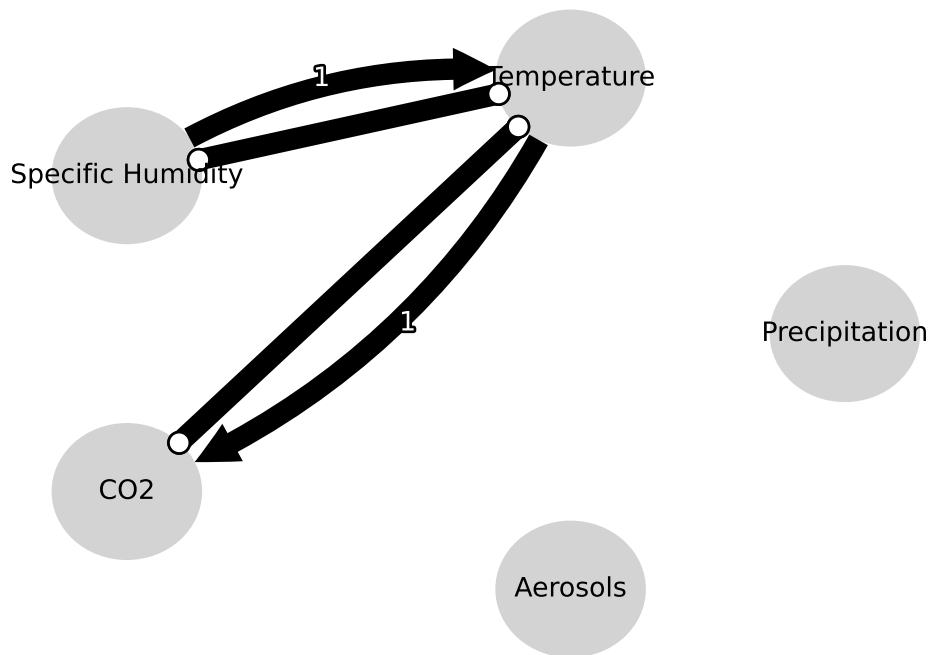 1
Temperature
Specific Humidity
1
Precipitation
CO2
Aerosols